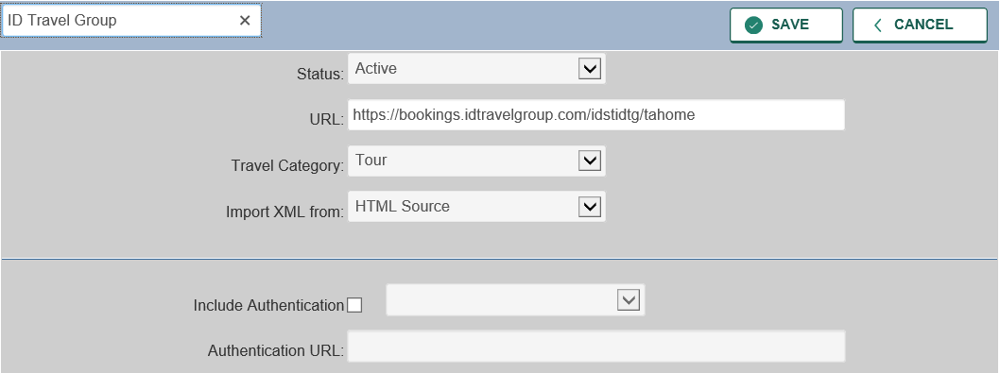 ID Travel Group
SAVE
CANCEL
Status: Active
URL: https://bookings.idtravelgroup.com/idstidtg/tahome
Travel Category: Tour
Import XML from: HTML Source
Include Authentication
Authentication URL: